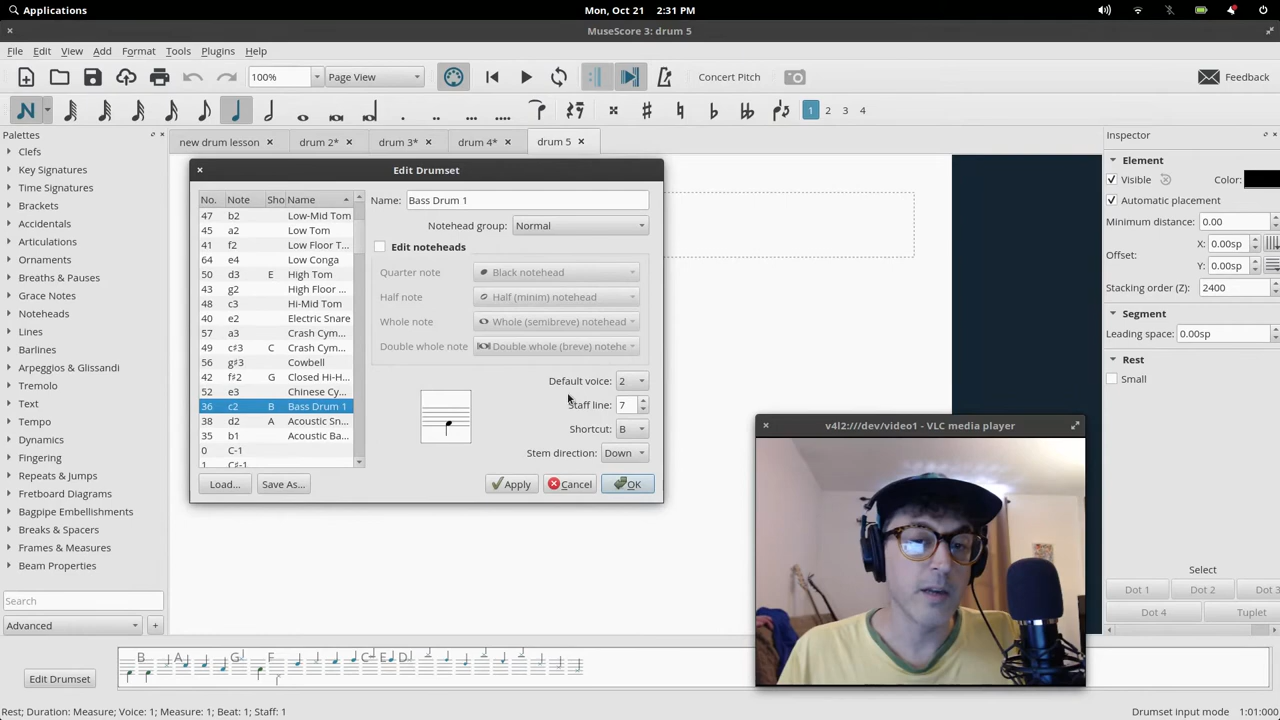 Applications
Mon, Oct 21 2:31 PM
MuseScore 3: drum 5
File Edit View Add Format Tools Plugins Help
100% Page View Concert Pitch Feedback
N 1 2 3 4
Palettes
new drum lesson drum 2* drum 3* drum 4* drum 5
Inspector
Clefs
Key Signatures
Time Signatures
Brackets
Accidentals
Articulations
Ornaments
Breaths & Pauses
Grace Notes
Noteheads
Lines
Barlines
Arpeggios & Glissandi
Tremolo
Text
Tempo
Dynamics
Fingering
Repeats & Jumps
Fretboard Diagrams
Bagpipe Embellishments
Breaks & Spacers
Frames & Measures
Beam Properties
Search
Advanced +
Edit Drumset
No. Note Sho Name
47 b2 Low-Mid Tom
45 a2 Low Tom
41 f2 Low Floor T...
64 e4 Low Conga
50 d3 E High Tom
43 g2 High Floor ...
48 c3 Hi-Mid Tom
40 e2 Electric Snare
57 a3 Crash Cym...
49 c♯3 C Crash Cym...
56 g♯3 Cowbell
42 f♯2 G Closed Hi-H...
52 e3 Chinese Cy...
36 c2 B Bass Drum 1
38 d2 A Acoustic Sn...
35 b1 Acoustic Ba...
0 C-1
1 C♯-1
Name: Bass Drum 1
Notehead group: Normal
Edit noteheads
Quarter note Black notehead
Half note Half (minim) notehead
Whole note Whole (semibreve) notehead
Double whole note Double whole (breve) notehe
Default voice: 2
Staff line: 7
Shortcut: B
Stem direction: Down
Load... Save As... Apply Cancel OK
Element
Visible Color:
Automatic placement
Minimum distance: 0.00
X: 0.00sp
Offset:
Y: 0.00sp
Stacking order (Z): 2400
Segment
Leading space: 0.00sp
Rest
Small
v4l2:///dev/video1 - VLC media player
Select
Dot 1 Dot 2 Dot 3
Dot 4 Tuplet
Edit Drumset
B A G F C E D
Rest; Duration: Measure; Voice: 1; Measure: 1; Beat: 1; Staff: 1
Drumset input mode 1:01:000